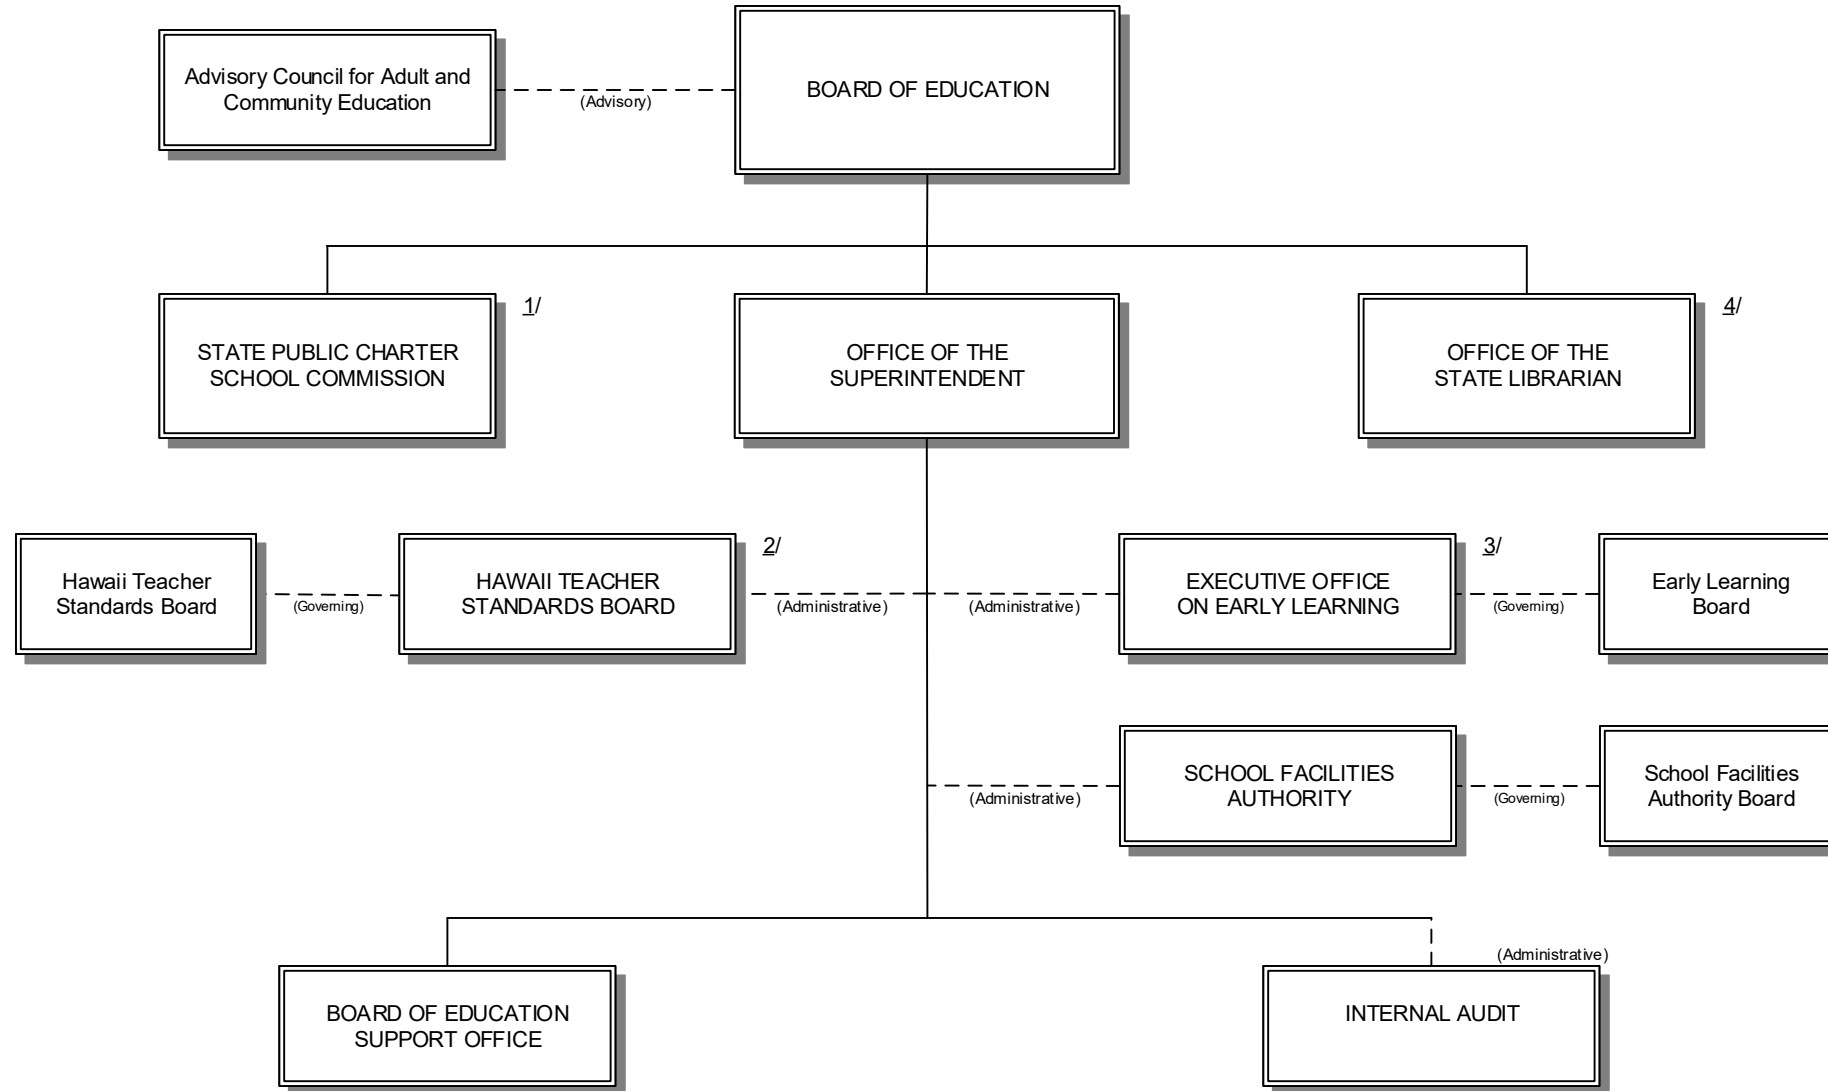 Advisory Council for Adult and
Community Education
(Advisory)
BOARD OF EDUCATION
STATE PUBLIC CHARTER
SCHOOL COMMISSION
1/
OFFICE OF THE
SUPERINTENDENT
OFFICE OF THE
STATE LIBRARIAN
4/
Hawaii Teacher
Standards Board
(Governing)
HAWAII TEACHER
STANDARDS BOARD
2/
(Administrative)
(Administrative)
EXECUTIVE OFFICE
ON EARLY LEARNING
3/
(Governing)
Early Learning
Board
(Administrative)
SCHOOL FACILITIES
AUTHORITY
(Governing)
School Facilities
Authority Board
BOARD OF EDUCATION
SUPPORT OFFICE
(Administrative)
INTERNAL AUDIT